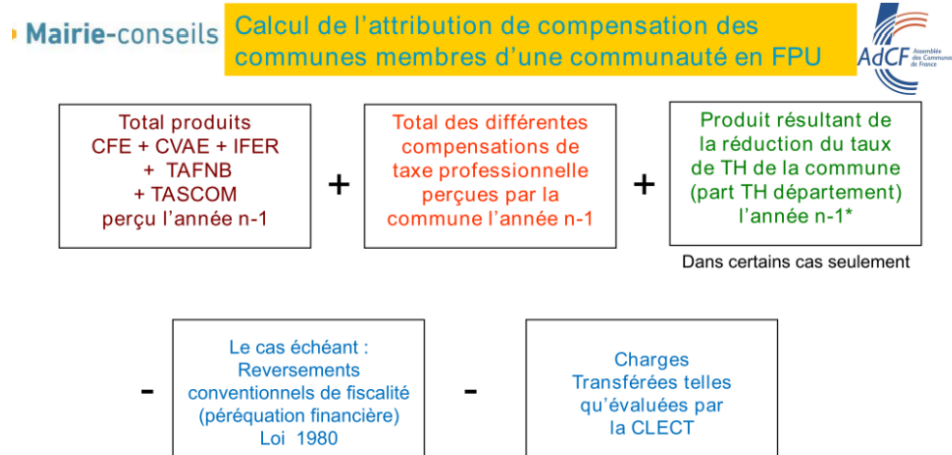 Mairie-conseils
Calcul de l'attribution de compensation des
communes membres d'une communauté en FPU
AdCF Assemblée
des Communautés
de France
Total produits
CFE + CVAE + IFER
+ TAFNB
+ TASCOM
perçu l'année n-1
+
Total des différentes
compensations de
taxe professionnelle
perçues par la
commune l'année n-1
+
Produit résultant de
la réduction du taux
de TH de la commune
(part TH département)
l'année n-1*
Dans certains cas seulement
-
Le cas échéant :
Reversements
conventionnels de fiscalité
(péréquation financière)
Loi 1980
-
Charges
Transférées telles
qu'évaluées par
la CLECT